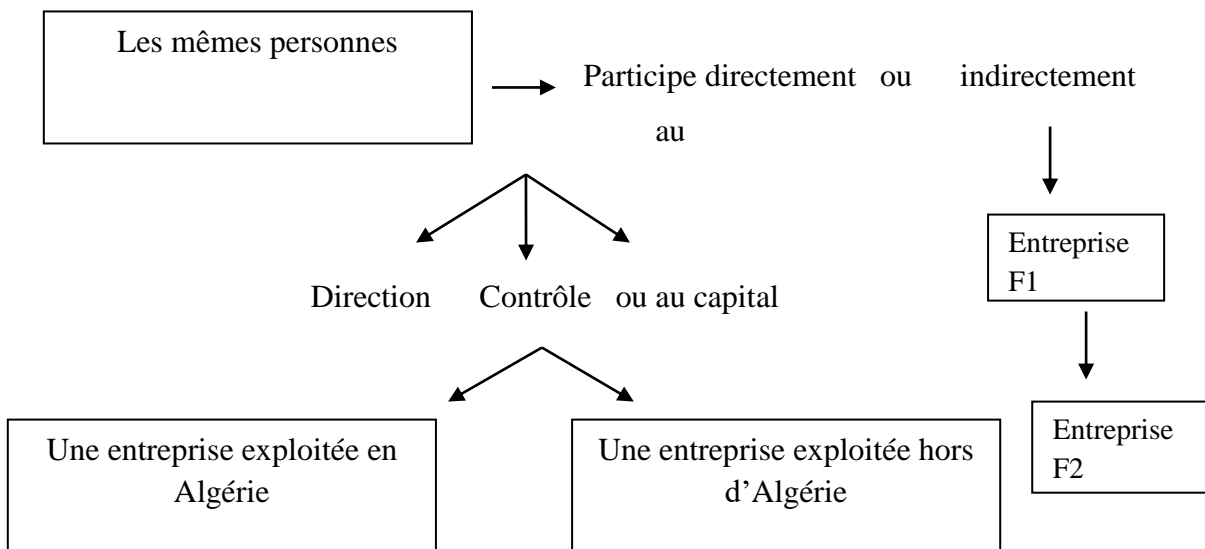 Les mêmes personnes
Participe directement ou indirectement
au
Entreprise
F1
Direction Contrôle ou au capital
Une entreprise exploitée en
Algérie
Une entreprise exploitée hors
d’Algérie
Entreprise
F2